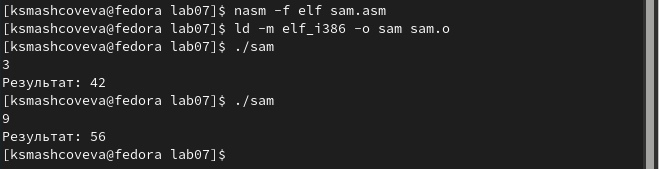 [ksmashcoveva@fedora lab07]$ nasm -f elf sam.asm
[ksmashcoveva@fedora lab07]$ ld -m elf_i386 -o sam sam.o
[ksmashcoveva@fedora lab07]$ ./sam
3
Результат: 42
[ksmashcoveva@fedora lab07]$ ./sam
9
Результат: 56
[ksmashcoveva@fedora lab07]$